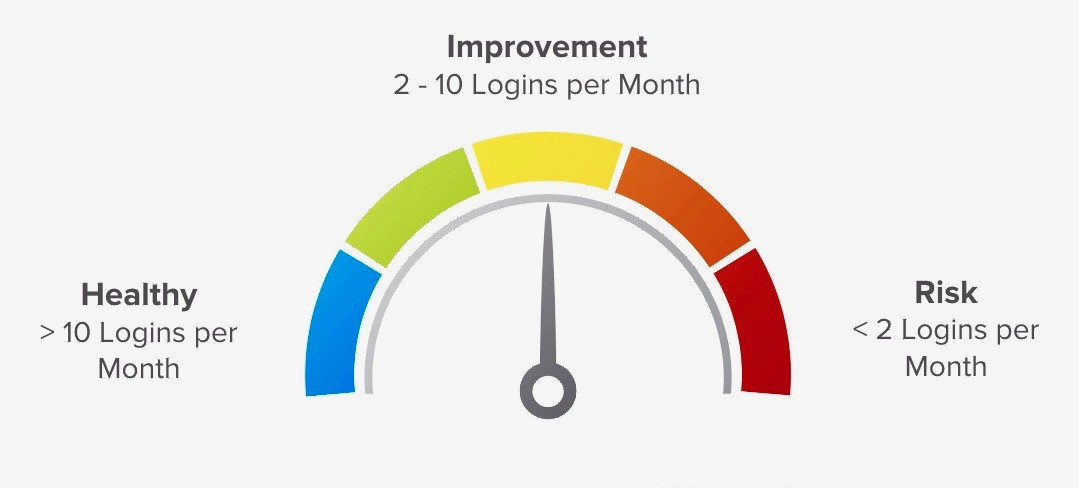 Improvement
2 - 10 Logins per Month
Healthy
> 10 Logins per
Month
Risk
< 2 Logins per
Month